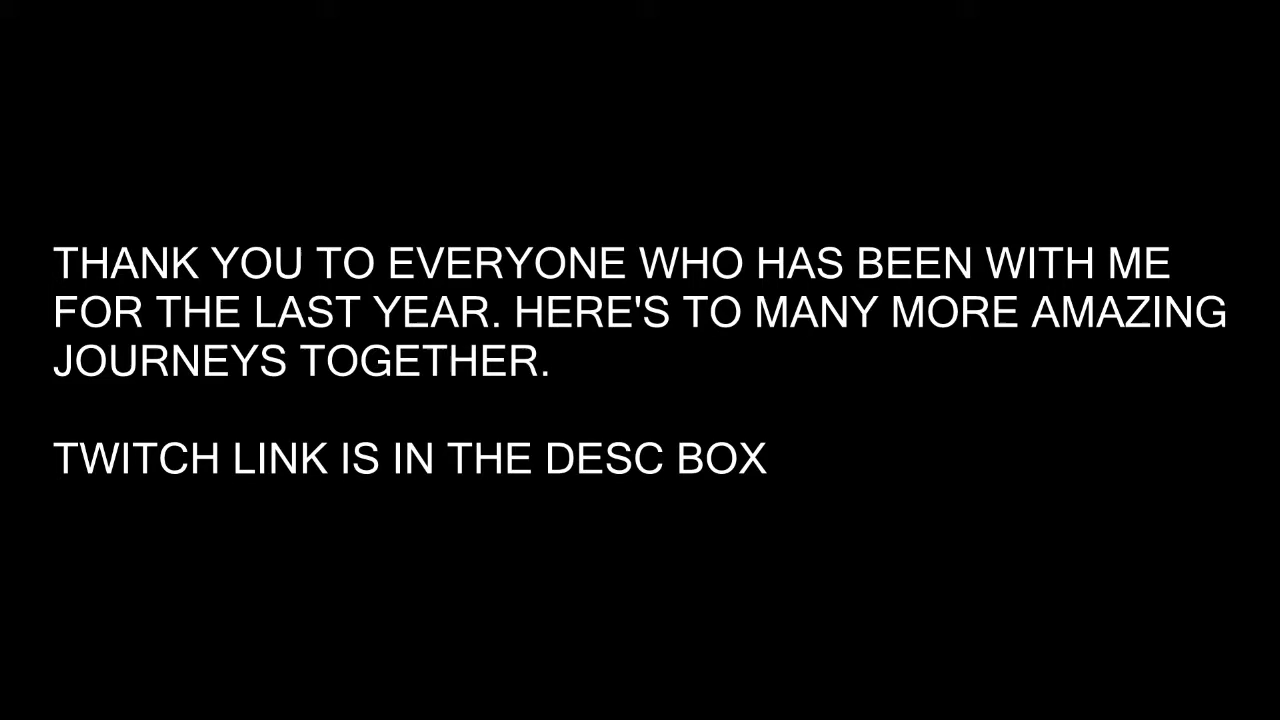 THANK YOU TO EVERYONE WHO HAS BEEN WITH ME
FOR THE LAST YEAR. HERE'S TO MANY MORE AMAZING
JOURNEYS TOGETHER.
TWITCH LINK IS IN THE DESC BOX